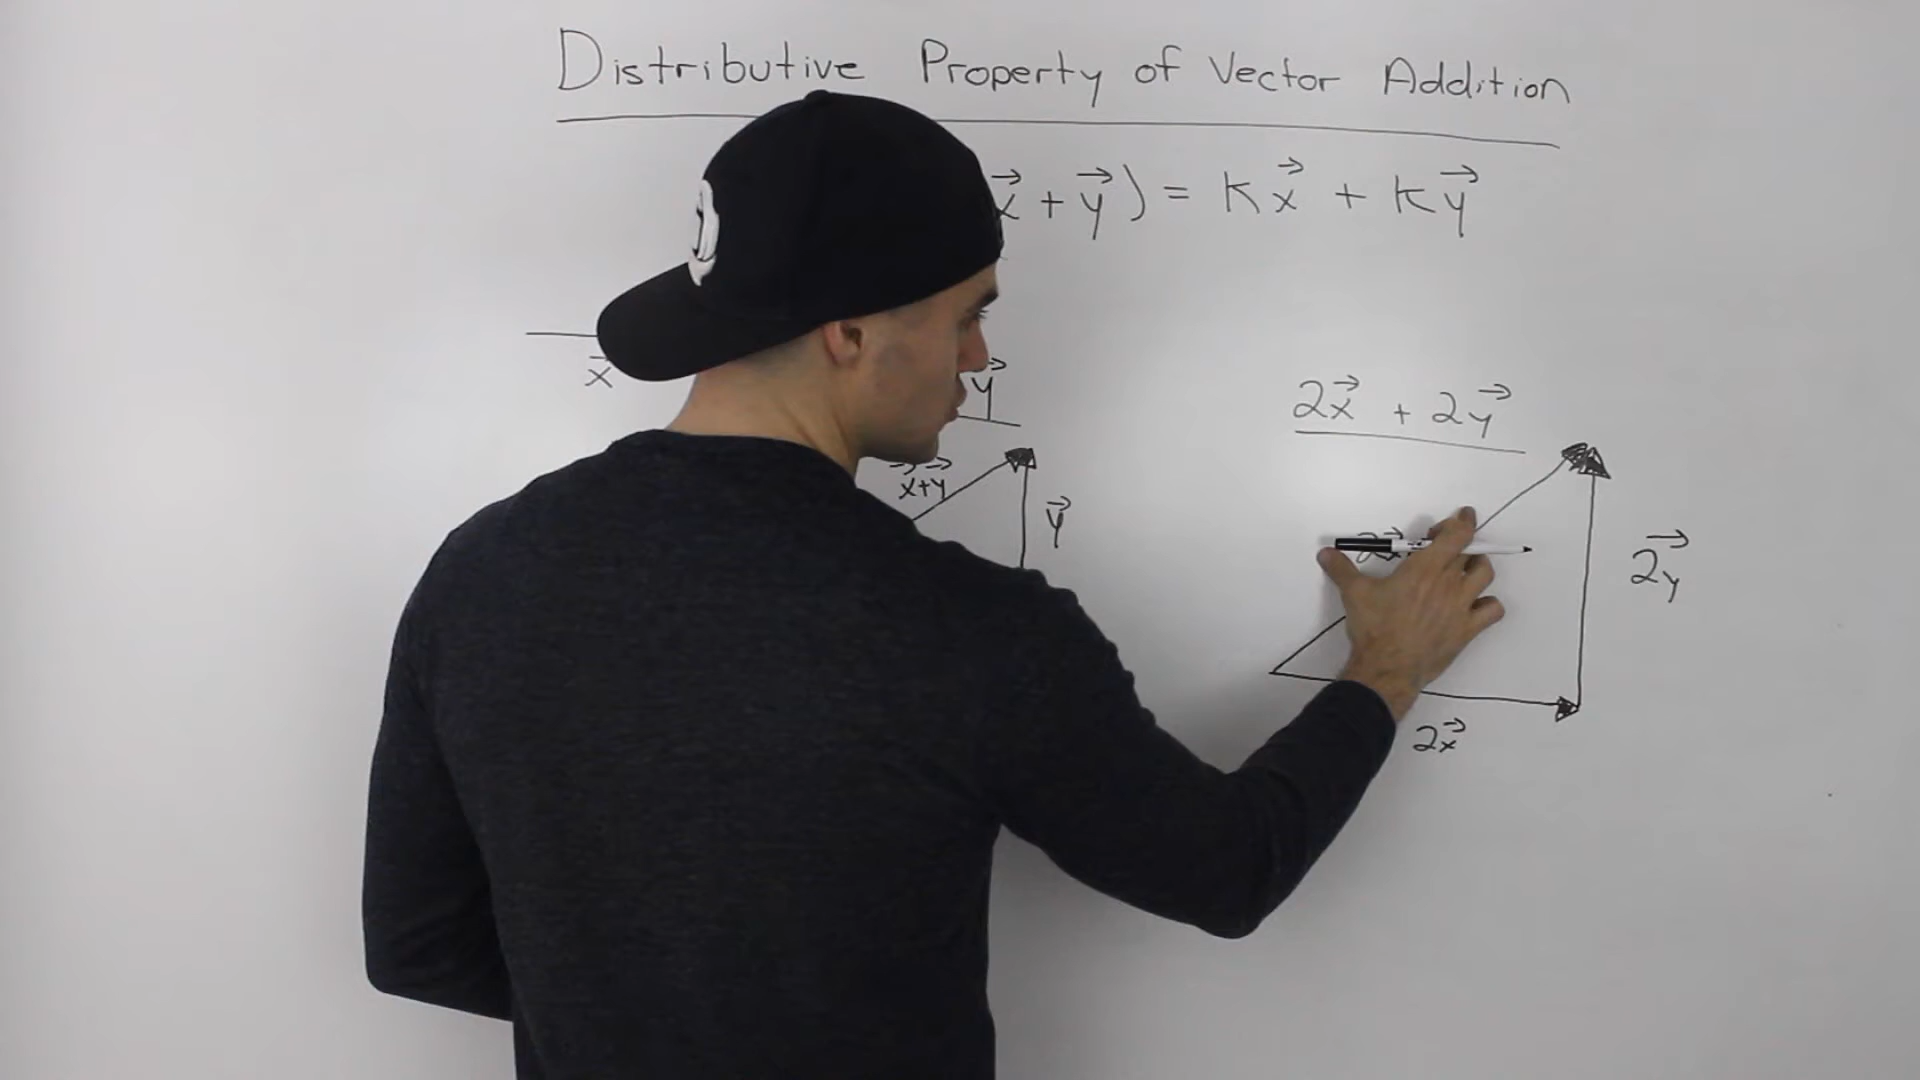 Distributive Property of Vector Addition
x⃗ + y⃗ ) = Kx⃗ + Ky⃗
x⃗
y⃗
2x⃗ + 2y⃗
x⃗+y⃗
y⃗
2y⃗
2x⃗